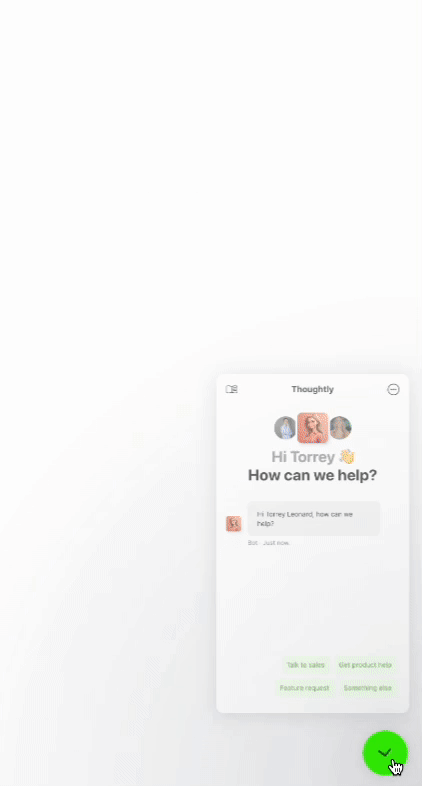 Thoughtly
Hi Torrey 👋
How can we help?
Hi Torrey Leonard, how can we
help?
Bot · Just now
Talk to sales
Get product help
Feature request
Something else